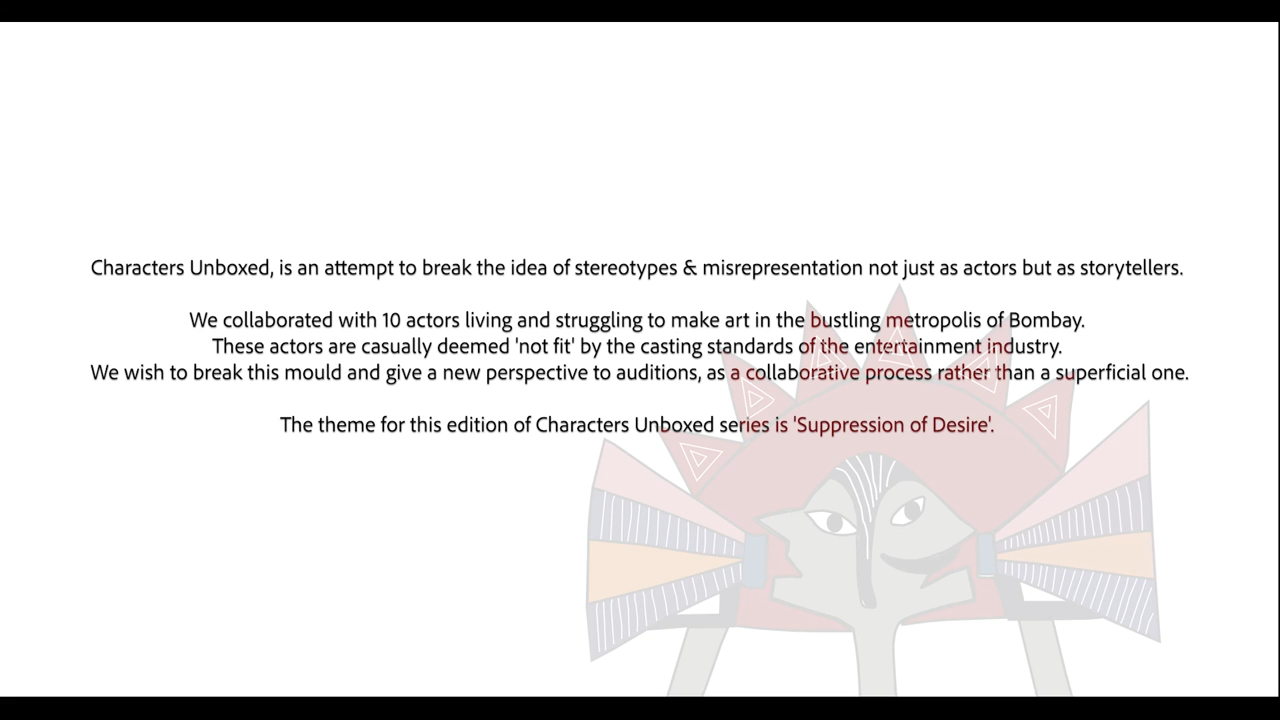 Characters Unboxed, is an attempt to break the idea of stereotypes & misrepresentation not just as actors but as storytellers.
We collaborated with 10 actors living and struggling to make art in the bustling metropolis of Bombay.
These actors are casually deemed 'not fit' by the casting standards of the entertainment industry.
We wish to break this mould and give a new perspective to auditions, as a collaborative process rather than a superficial one.
The theme for this edition of Characters Unboxed series is 'Suppression of Desire'.